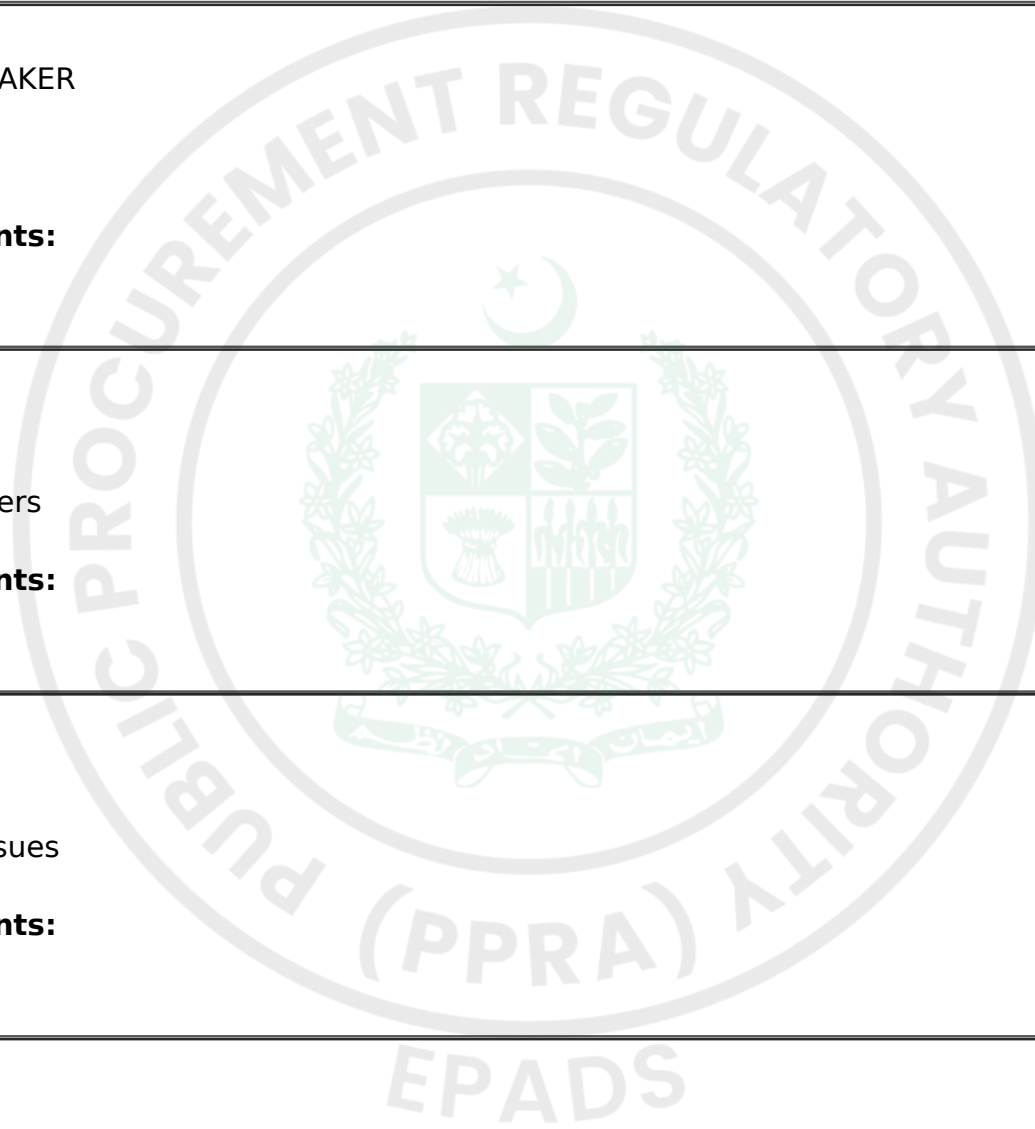 AKER
nts:
ers
nts:
sues
nts:
PUBLIC PROCUREMENT REGULATORY AUTHORITY
(PPRA)
EPADS